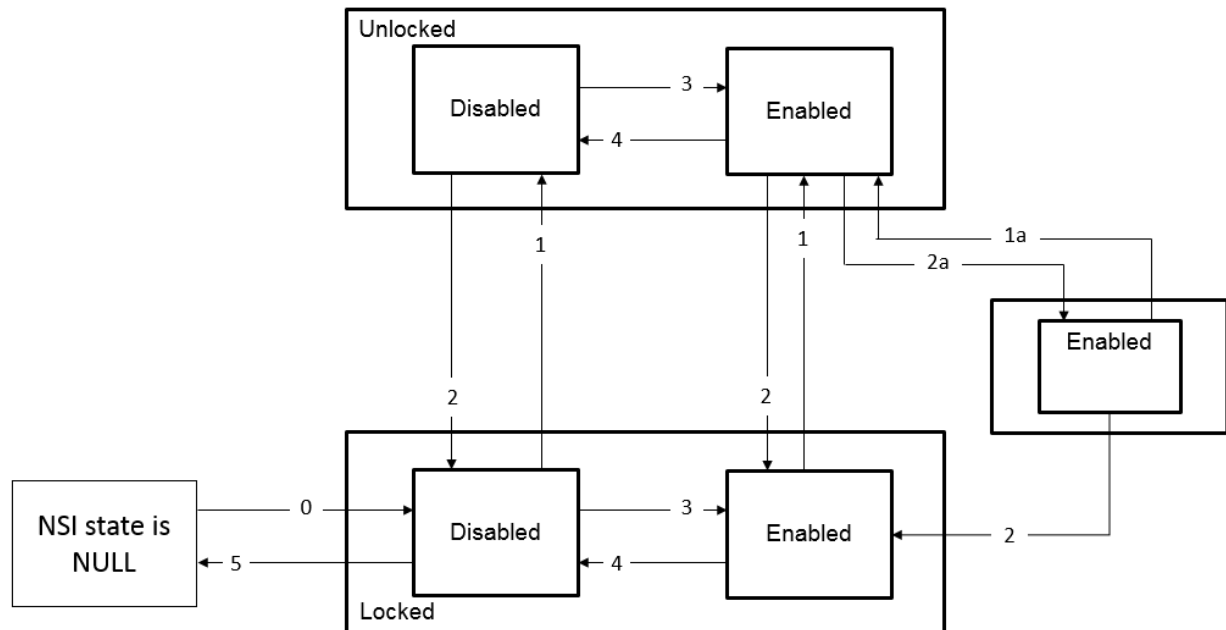 Unlocked
Disabled
3
Enabled
4
1
1
1a
2a
Enabled
2
2
NSI state is
NULL
0
Disabled
3
Enabled
2
5
4
Locked